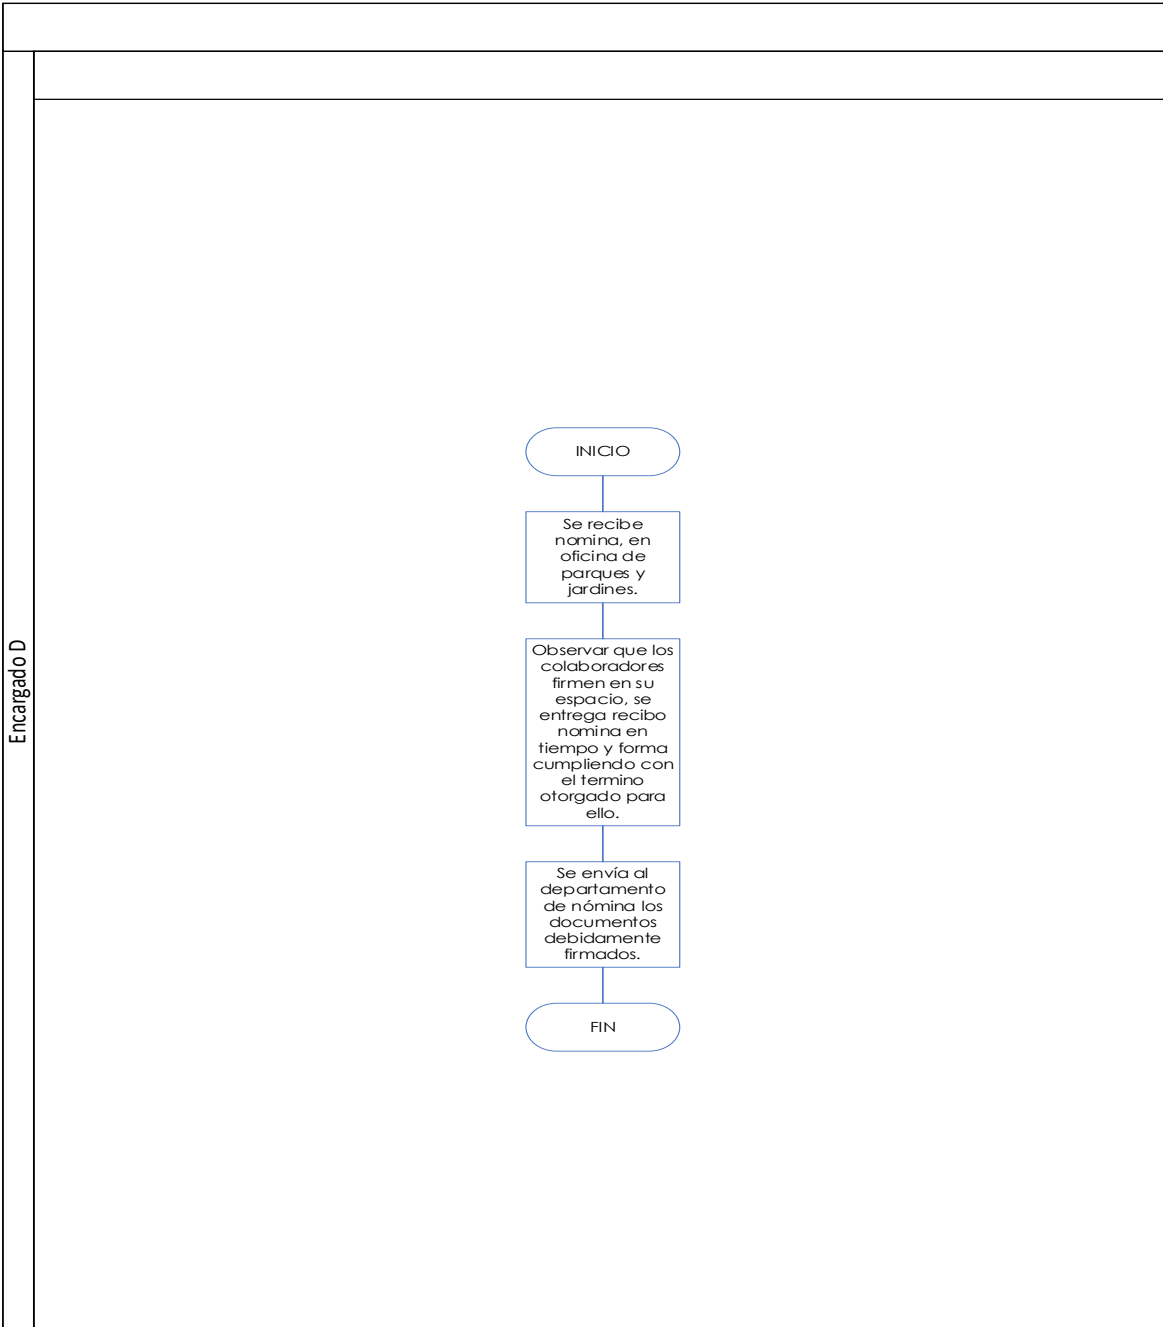 Encargado D
INICIO
Se recibe
nomina, en
oficina de
parques y
jardines.
Observar que los
colaboradores
firmen en su
espacio, se
entrega recibo
nomina en
tiempo y forma
cumpliendo con
el termino
otorgado para
ello.
Se envía al
departamento
de nómina los
documentos
debidamente
firmados.
FIN